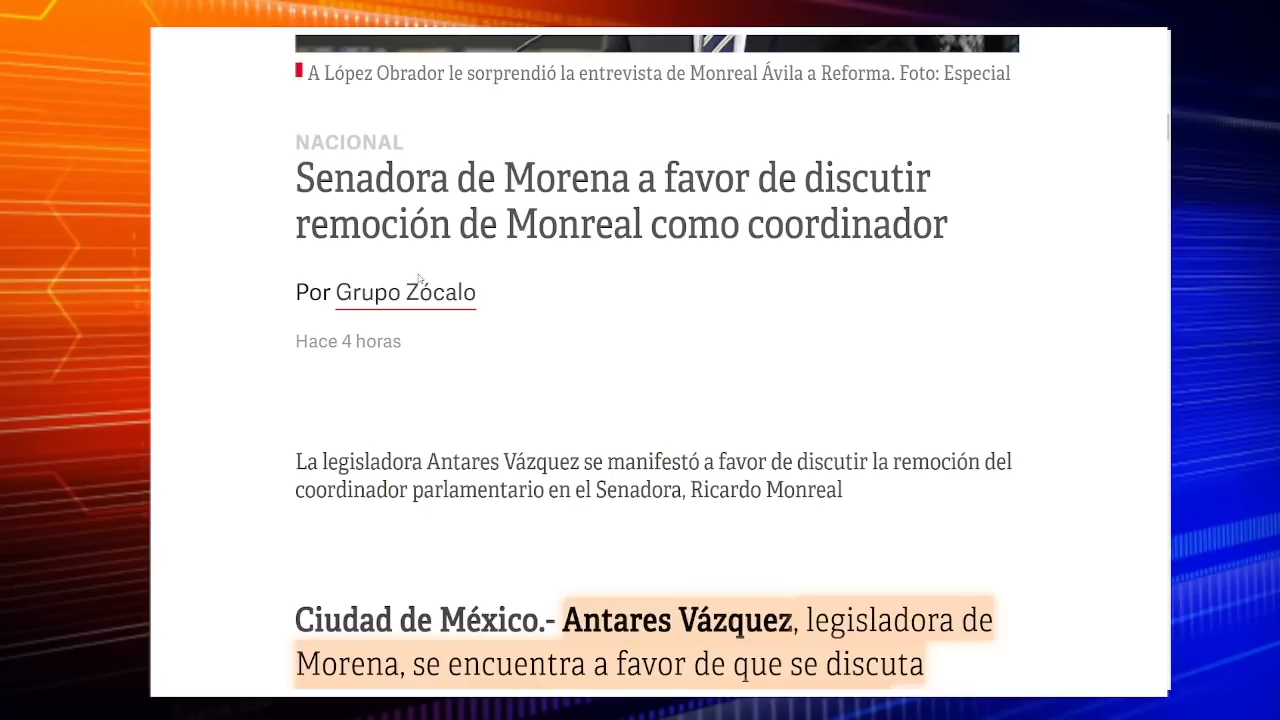 A López Obrador le sorprendió la entrevista de Monreal Ávila a Reforma. Foto: Especial
NACIONAL
Senadora de Morena a favor de discutir
remoción de Monreal como coordinador
Por Grupo Zócalo
Hace 4 horas
La legisladora Antares Vázquez se manifestó a favor de discutir la remoción del
coordinador parlamentario en el Senadora, Ricardo Monreal
Ciudad de México.- Antares Vázquez, legisladora de
Morena, se encuentra a favor de que se discuta